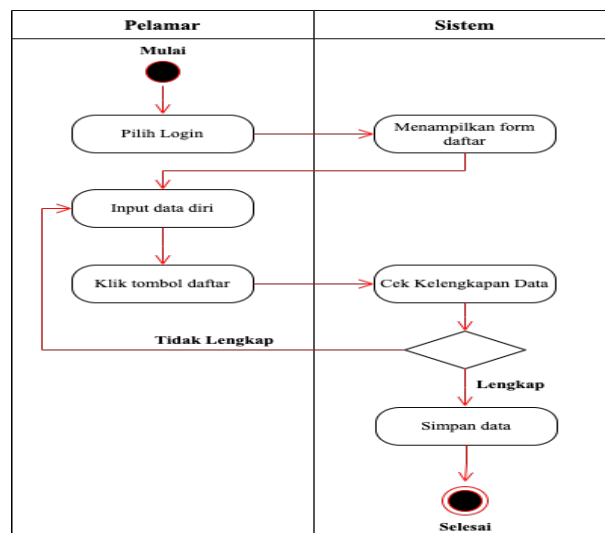 Pelamar
Sistem
Mulai
Pilih Login
Menampilkan form
daftar
Input data diri
Klik tombol daftar
Cek Kelengkapan Data
Tidak Lengkap
Lengkap
Simpan data
Selesai